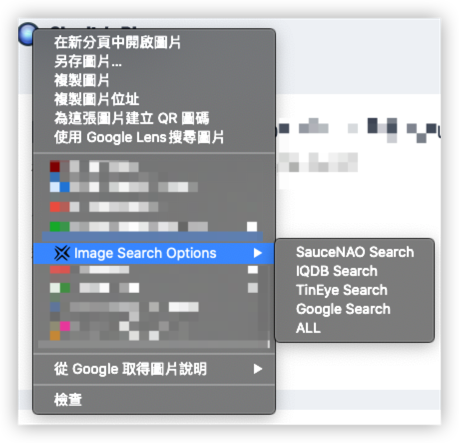 在新分頁中開啟圖片
另存圖片...
複製圖片
複製圖片位址
為這張圖片建立 QR 圖碼
使用 Google Lens 搜尋圖片
Image Search Options
SauceNAO Search
IQDB Search
TinEye Search
Google Search
ALL
從 Google 取得圖片說明
檢查